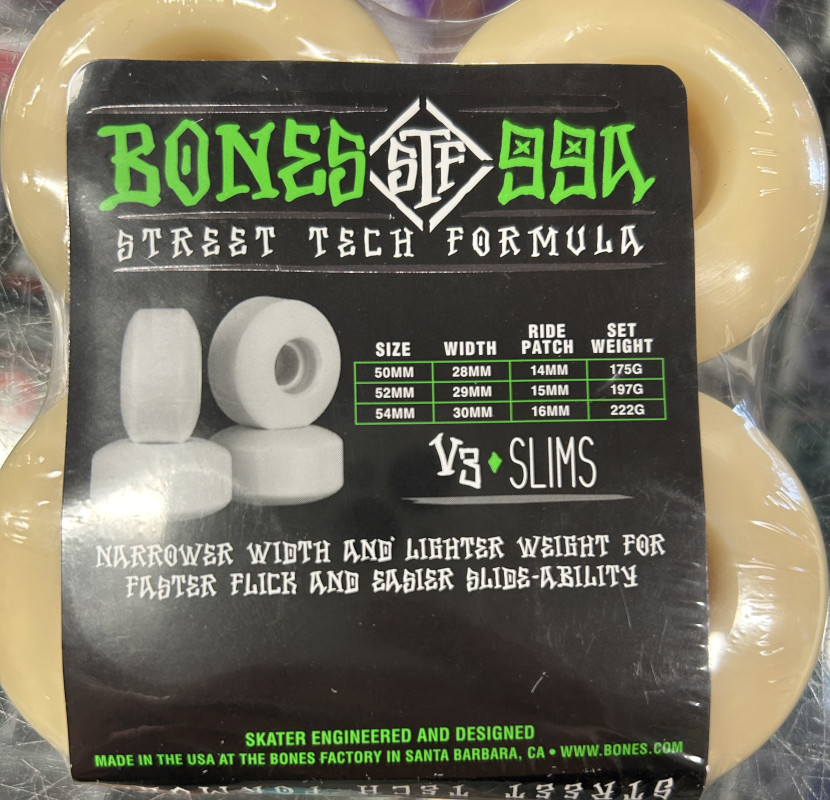 BONES STF 99A
STREET TECH FORMULA
SIZE WIDTH RIDE PATCH SET WEIGHT
50MM 28MM 14MM 175G
52MM 29MM 15MM 197G
54MM 30MM 16MM 222G
V3 ♦ SLIMS
NARROWER WIDTH AND LIGHTER WEIGHT FOR
FASTER FLICK AND EASIER SLIDE-ABILITY
SKATER ENGINEERED AND DESIGNED
MADE IN THE USA AT THE BONES FACTORY IN SANTA BARBARA, CA • WWW.BONES.COM
STREET TECH FORMULA